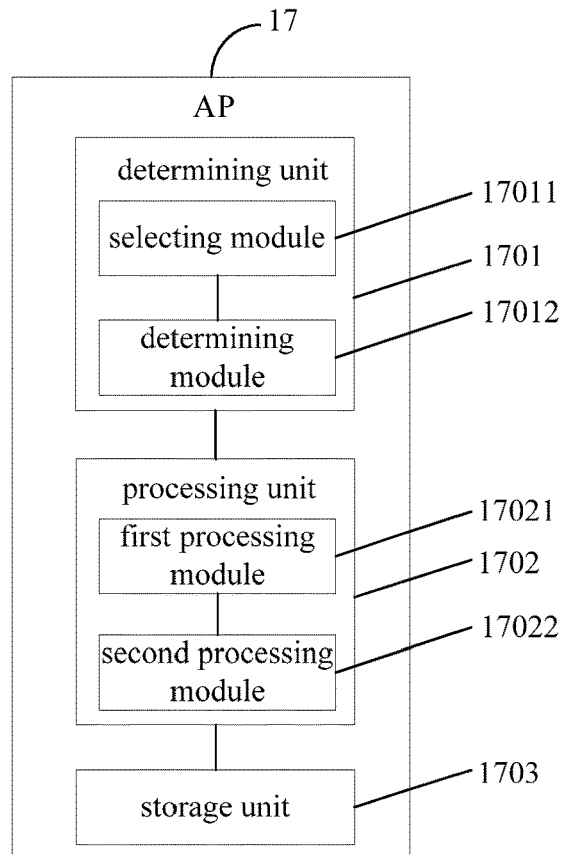 17
AP
determining unit
selecting module
17011
1701
determining
module
17012
processing unit
first processing
module
17021
1702
second processing
module
17022
storage unit
1703